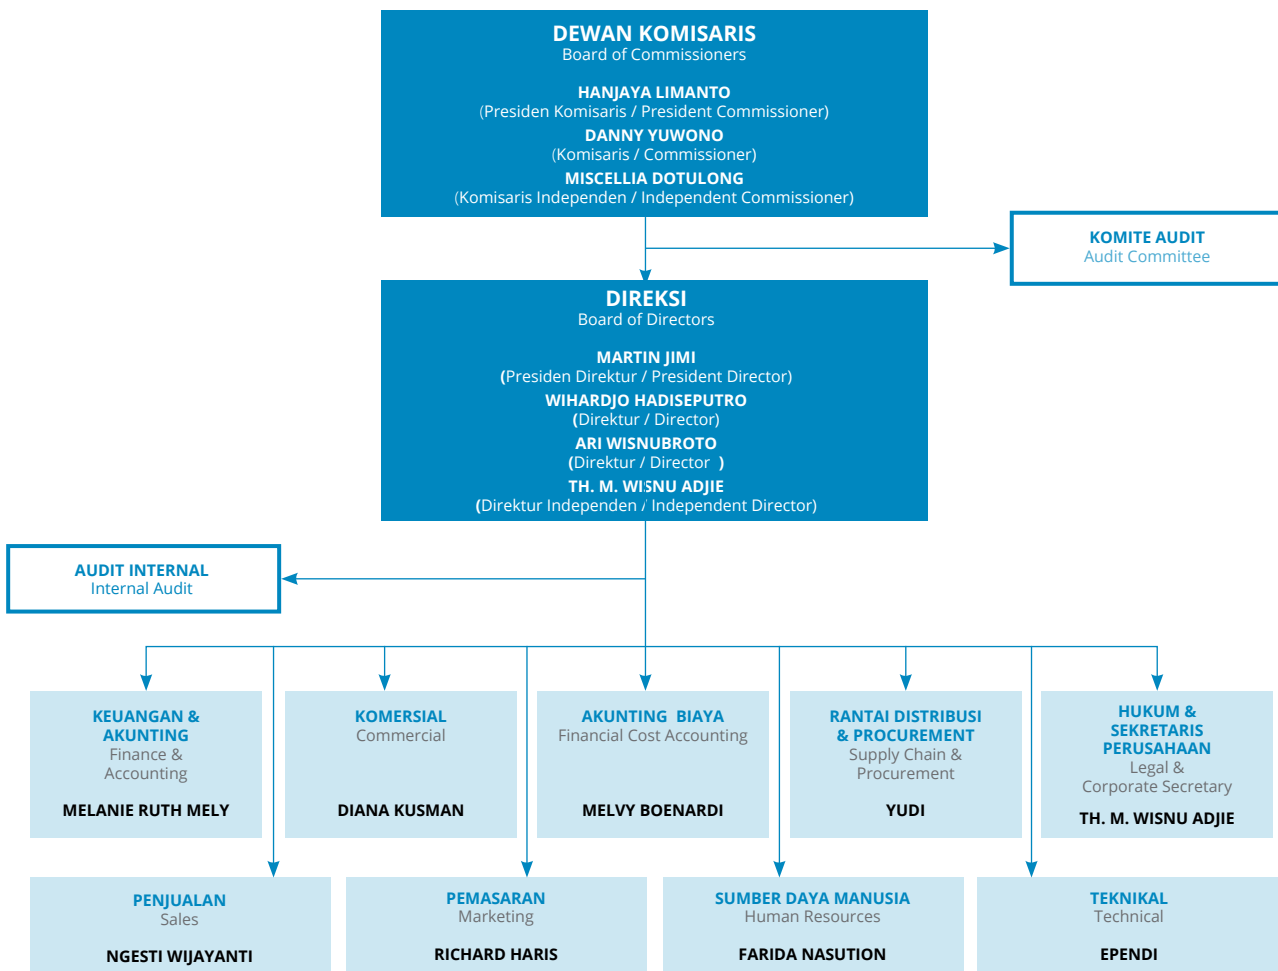 DEWAN KOMISARIS
Board of Commissioners
HANJAYA LIMANTO
(Presiden Komisaris / President Commissioner)
DANNY YUWONO
(Komisaris / Commissioner)
MISCELLIA DOTULONG
(Komisaris Independen / Independent Commissioner)
KOMITE AUDIT
Audit Committee
DIREKSI
Board of Directors
MARTIN JIMI
(Presiden Direktur / President Director)
WIHARDJO HADISEPUTRO
(Direktur / Director)
ARI WISNUBROTO
(Direktur / Director )
TH. M. WISNU ADJIE
(Direktur Independen / Independent Director)
AUDIT INTERNAL
Internal Audit
KEUANGAN &
AKUNTING
Finance &
Accounting
MELANIE RUTH MELY
KOMERSIAL
Commercial
DIANA KUSMAN
AKUNTING BIAYA
Financial Cost Accounting
MELVY BOENARDI
RANTAI DISTRIBUSI
& PROCUREMENT
Supply Chain &
Procurement
YUDI
HUKUM &
SEKRETARIS
PERUSAHAAN
Legal &
Corporate Secretary
TH. M. WISNU ADJIE
PENJUALAN
Sales
NGESTI WIJAYANTI
PEMASARAN
Marketing
RICHARD HARIS
SUMBER DAYA MANUSIA
Human Resources
FARIDA NASUTION
TEKNIKAL
Technical
EPENDI